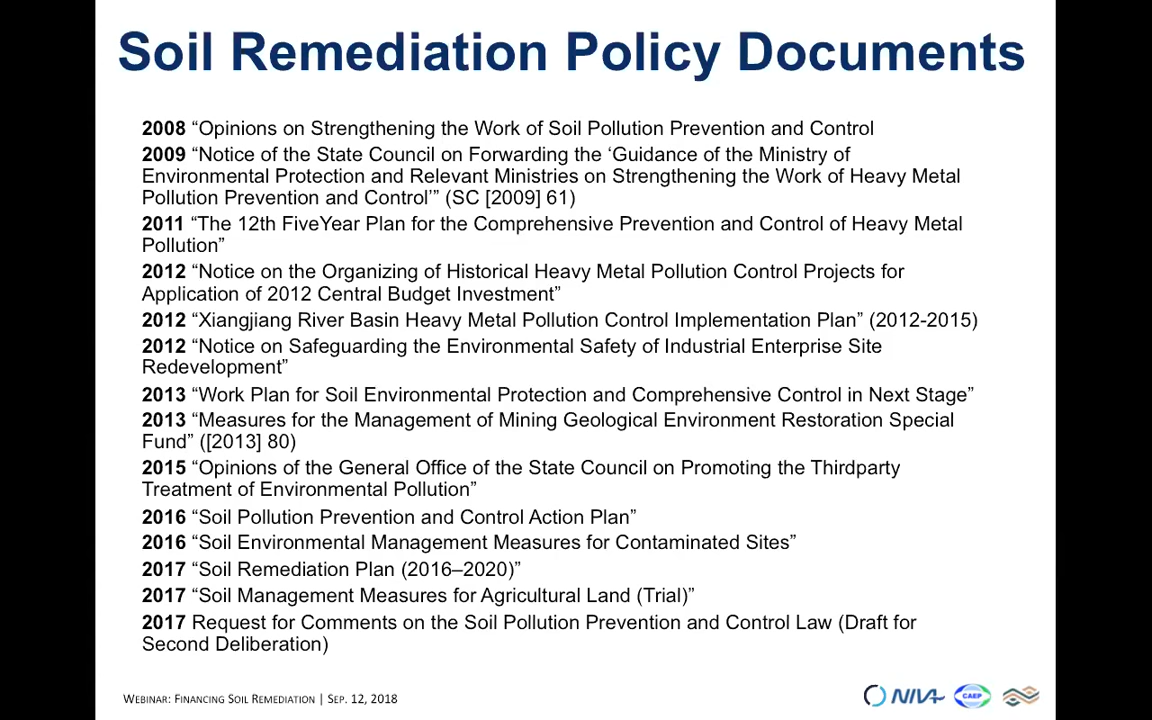 Soil Remediation Policy Documents
2008 “Opinions on Strengthening the Work of Soil Pollution Prevention and Control
2009 “Notice of the State Council on Forwarding the ‘Guidance of the Ministry of
Environmental Protection and Relevant Ministries on Strengthening the Work of Heavy Metal
Pollution Prevention and Control’” (SC [2009] 61)
2011 “The 12th FiveYear Plan for the Comprehensive Prevention and Control of Heavy Metal
Pollution”
2012 “Notice on the Organizing of Historical Heavy Metal Pollution Control Projects for
Application of 2012 Central Budget Investment”
2012 “Xiangjiang River Basin Heavy Metal Pollution Control Implementation Plan” (2012-2015)
2012 “Notice on Safeguarding the Environmental Safety of Industrial Enterprise Site
Redevelopment”
2013 “Work Plan for Soil Environmental Protection and Comprehensive Control in Next Stage”
2013 “Measures for the Management of Mining Geological Environment Restoration Special
Fund” ([2013] 80)
2015 “Opinions of the General Office of the State Council on Promoting the Thirdparty
Treatment of Environmental Pollution”
2016 “Soil Pollution Prevention and Control Action Plan”
2016 “Soil Environmental Management Measures for Contaminated Sites”
2017 “Soil Remediation Plan (2016–2020)”
2017 “Soil Management Measures for Agricultural Land (Trial)”
2017 Request for Comments on the Soil Pollution Prevention and Control Law (Draft for
Second Deliberation)
WEBINAR: FINANCING SOIL REMEDIATION | SEP. 12, 2018
NIVA CAEP